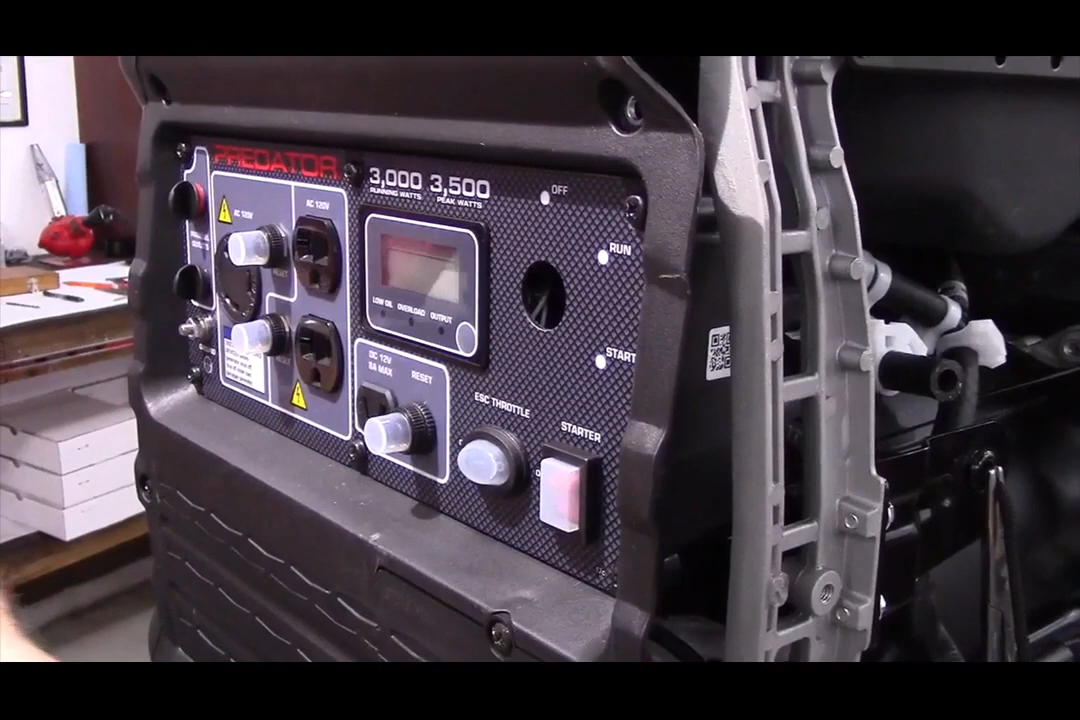 PREDATOR
3,000 3,500
RUNNING WATTS PEAK WATTS
OFF
RUN
START
AC 120V
AC 120V
RESET
LOW OIL OVERLOAD OUTPUT
DC 12V
8A MAX
RESET
ESC THROTTLE
STARTER